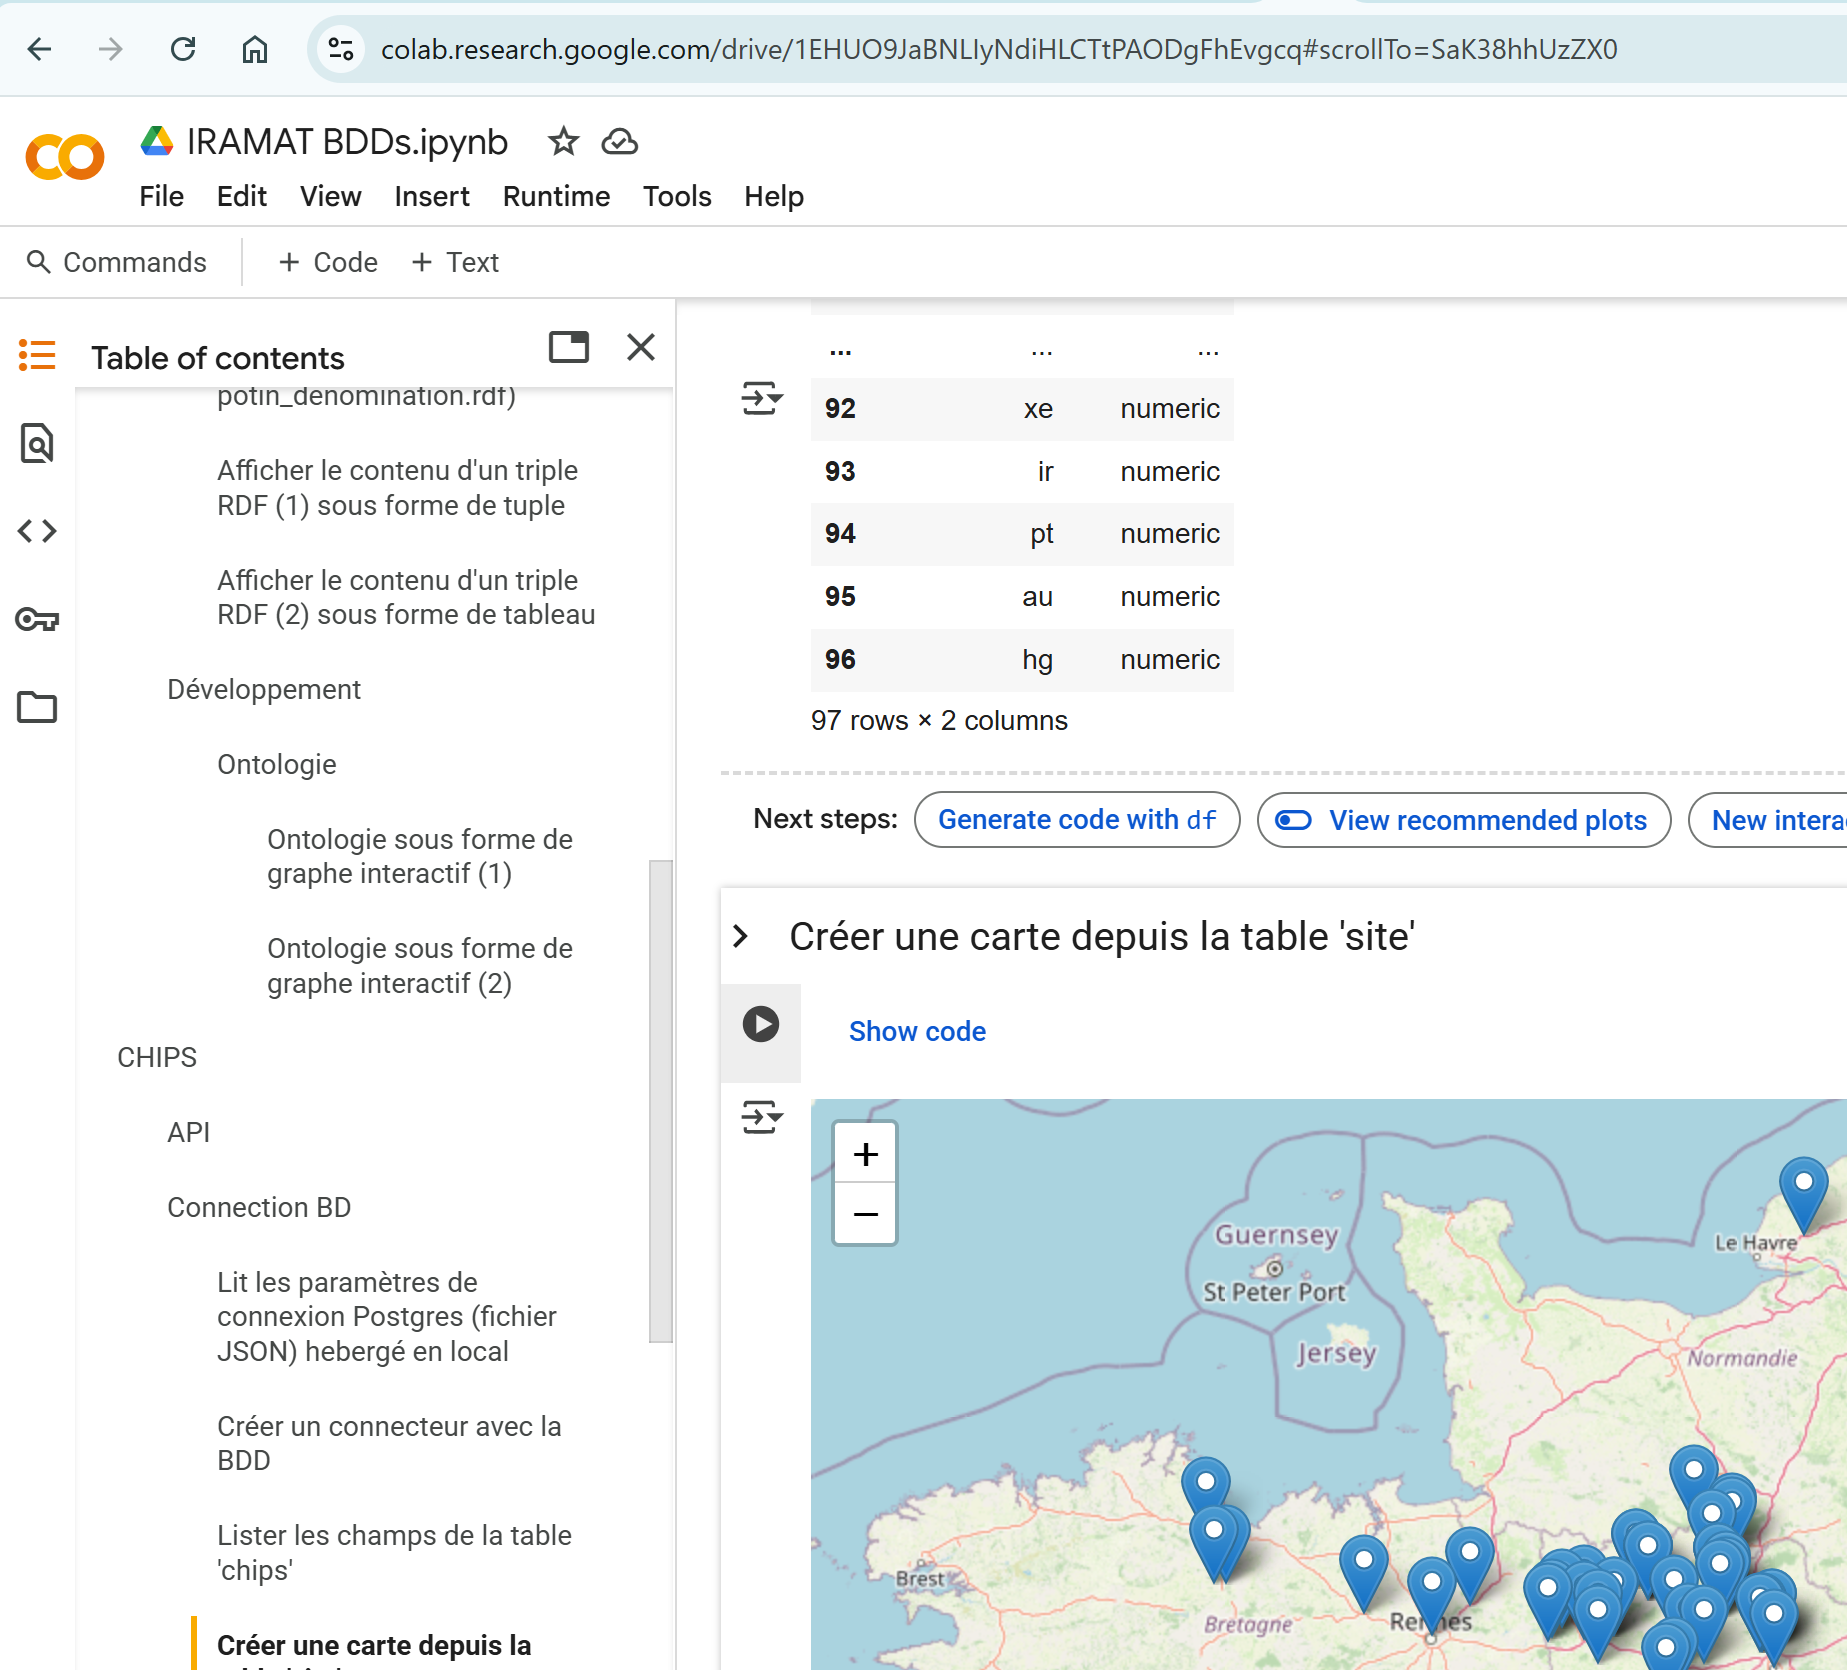 colab.research.google.com/drive/1EHUO9JaBNLIyNdiHLCTtPAODgFhEvgcq#scrollTo=SaK38hhUzZX0
IRAMAT BDDs.ipynb
File Edit View Insert Runtime Tools Help
Commands + Code + Text
Table of contents
potin_denomination.rdf)
Afficher le contenu d'un triple
RDF (1) sous forme de tuple
Afficher le contenu d'un triple
RDF (2) sous forme de tableau
Développement
Ontologie
Ontologie sous forme de
graphe interactif (1)
Ontologie sous forme de
graphe interactif (2)
CHIPS
API
Connection BD
Lit les paramètres de
connexion Postgres (fichier
JSON) hebergé en local
Créer un connecteur avec la
BDD
Lister les champs de la table
'chips'
Créer une carte depuis la
... ... ...
92 xe numeric
93 ir numeric
94 pt numeric
95 au numeric
96 hg numeric
97 rows × 2 columns
Next steps: Generate code with df View recommended plots New intera
Créer une carte depuis la table 'site'
Show code
+
−
Guernsey
St Peter Port
Jersey
Le Havre
Normandie
Brest
Bretagne
Rennes